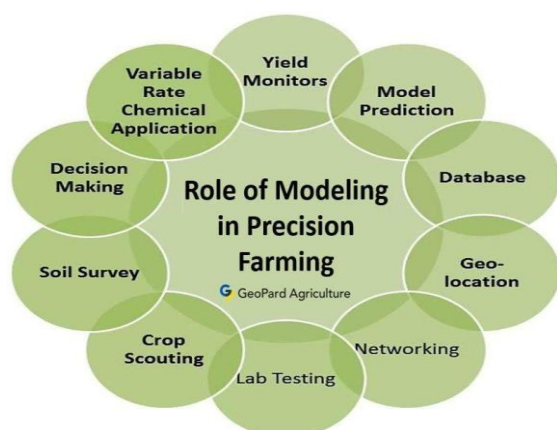 Role of Modeling
in Precision
Farming
GeoPard Agriculture
Yield
Monitors
Model
Prediction
Database
Geo-
location
Networking
Lab Testing
Crop
Scouting
Soil Survey
Decision
Making
Variable
Rate
Chemical
Application